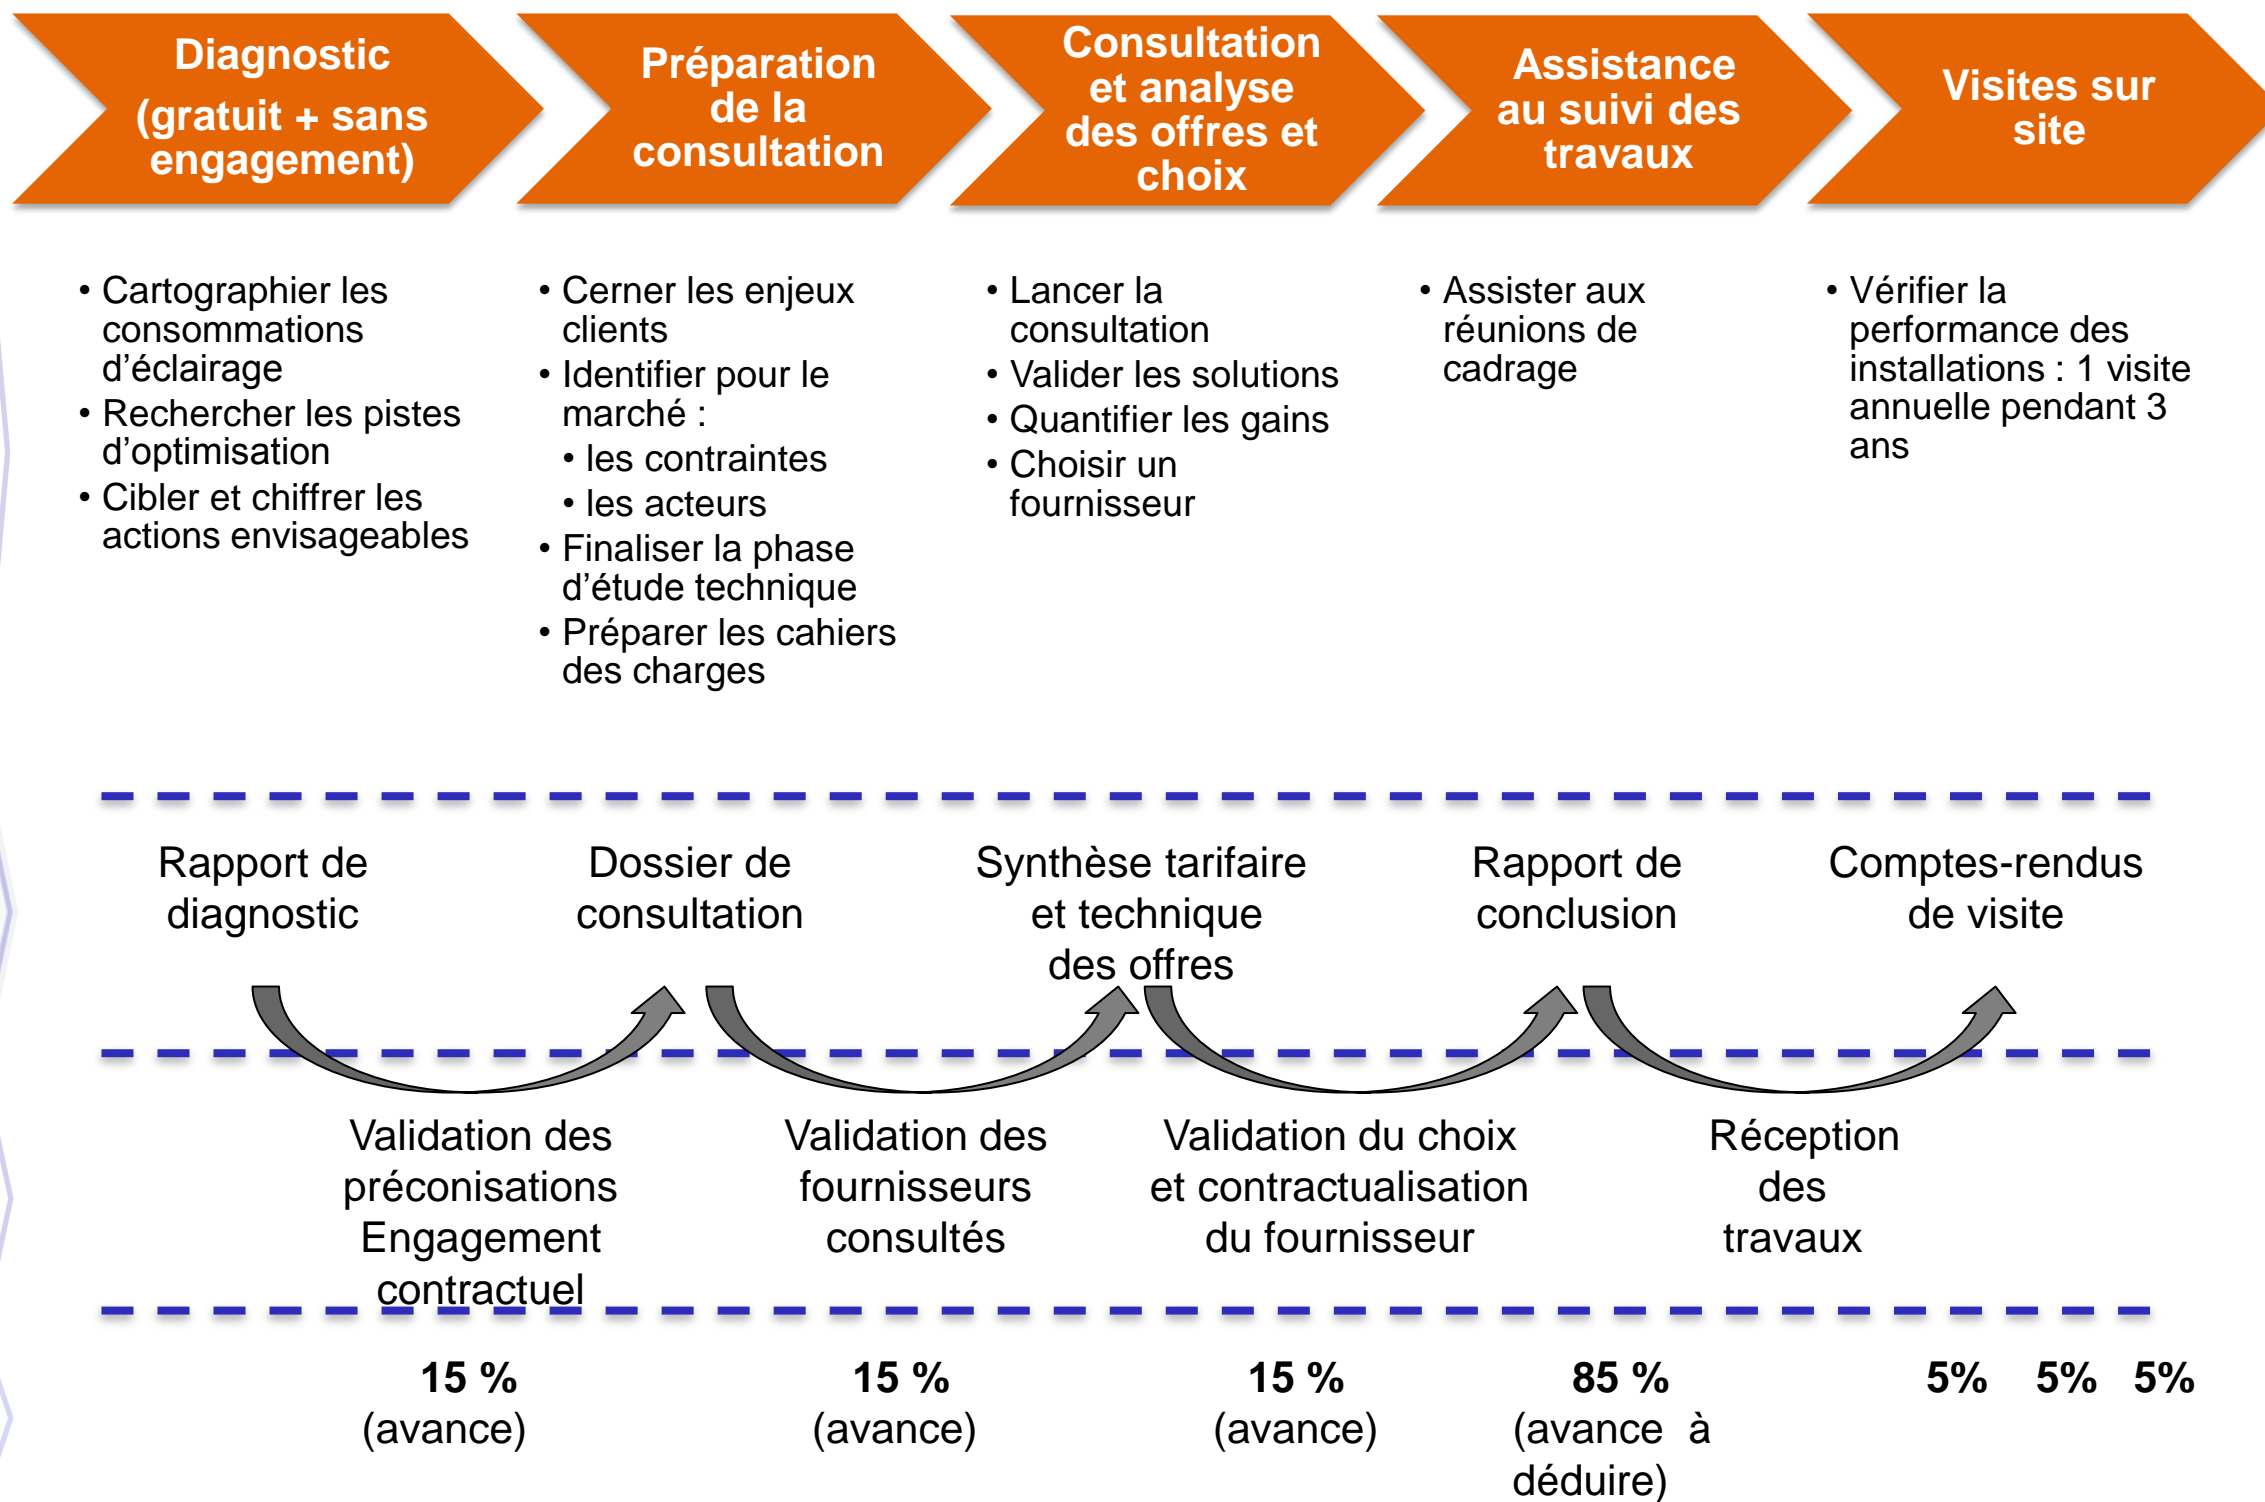 Diagnostic
(gratuit + sans
engagement)
Préparation
de la
consultation
Consultation
et analyse
des offres et
choix
Assistance
au suivi des
travaux
Visites sur
site
• Cartographier les
consommations
d’éclairage
• Rechercher les pistes
d’optimisation
• Cibler et chiffrer les
actions envisageables
• Cerner les enjeux
clients
• Identifier pour le
marché :
• les contraintes
• les acteurs
• Finaliser la phase
d’étude technique
• Préparer les cahiers
des charges
• Lancer la
consultation
• Valider les solutions
• Quantifier les gains
• Choisir un
fournisseur
• Assister aux
réunions de
cadrage
• Vérifier la
performance des
installations : 1 visite
annuelle pendant 3
ans
Rapport de
diagnostic
Dossier de
consultation
Synthèse tarifaire
et technique
des offres
Rapport de
conclusion
Comptes-rendus
de visite
Validation des
préconisations
Engagement
contractuel
Validation des
fournisseurs
consultés
Validation du choix
et contractualisation
du fournisseur
Réception
des
travaux
15 %
(avance)
15 %
(avance)
15 %
(avance)
85 %
(avance à
déduire)
5% 5% 5%